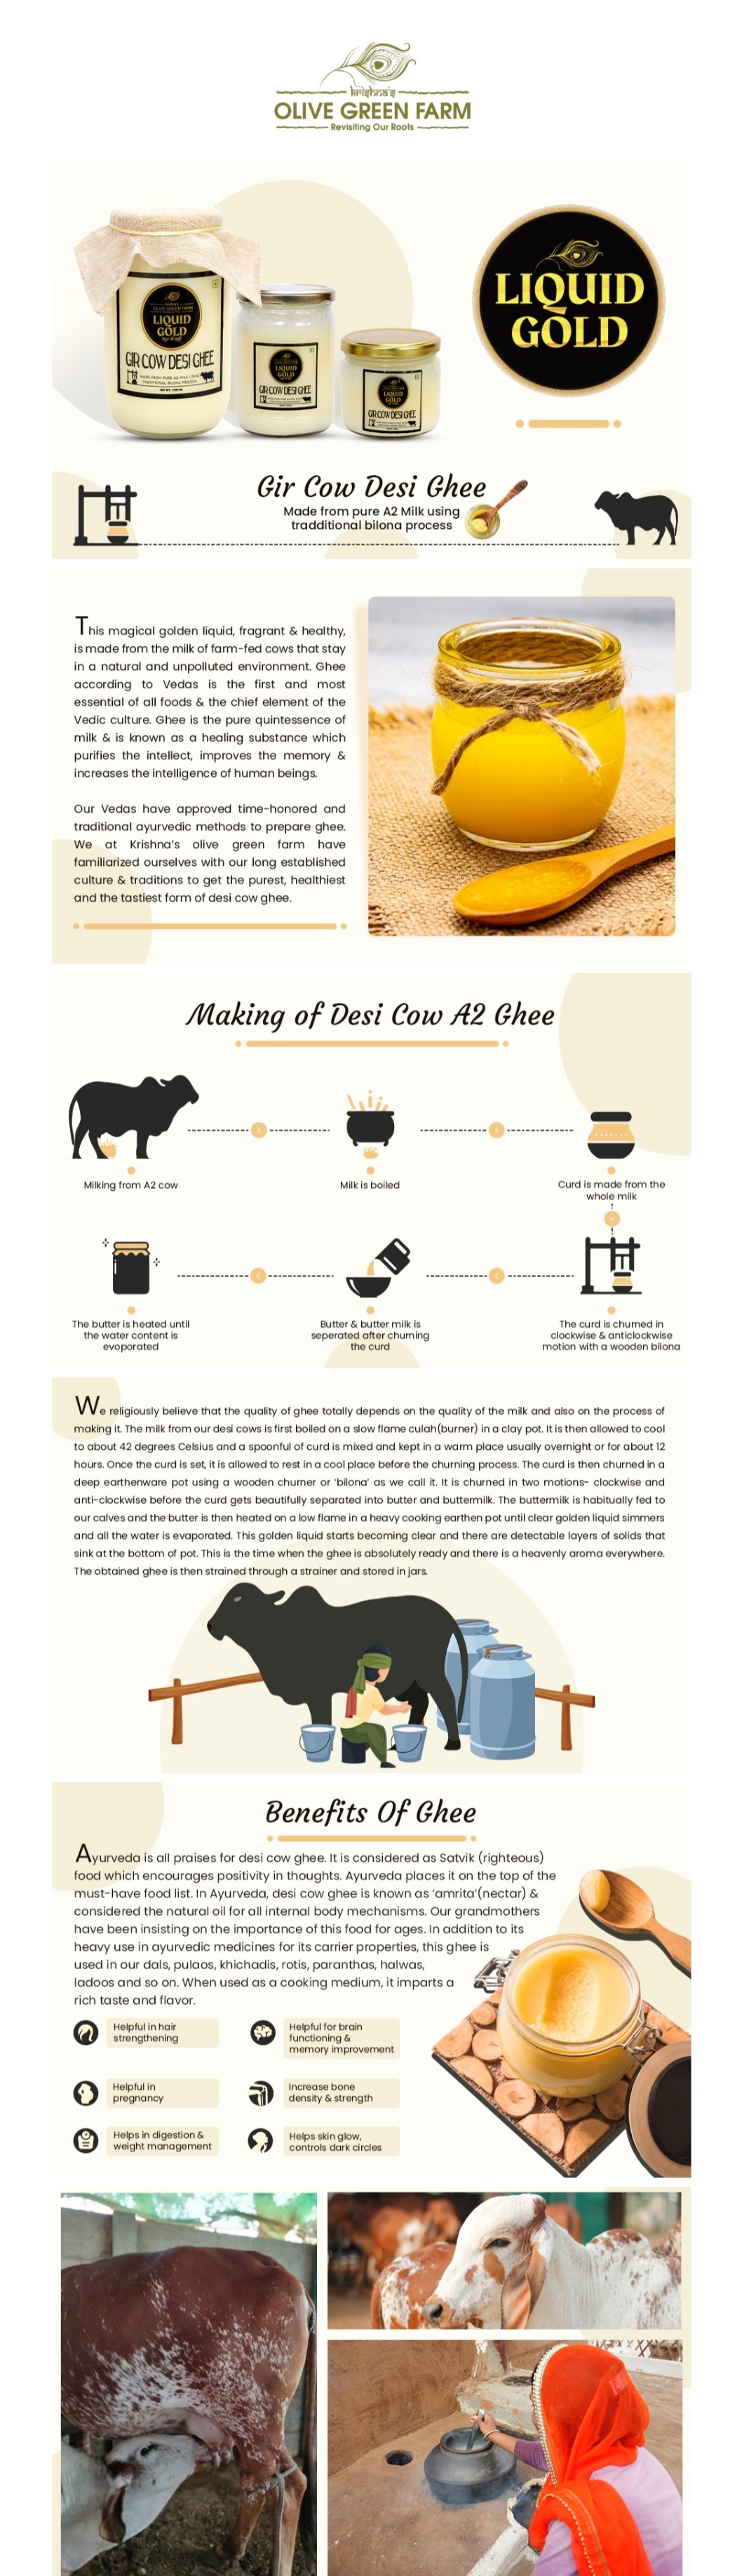 krishna's
OLIVE GREEN FARM
Revisiting Our Roots
LIQUID
GOLD
GIR COW DESI GHEE
MADE FROM PURE A2 MILK USING
TRADITIONAL BILONA PROCESS
LIQUID
GOLD
GIR COW DESI GHEE
LIQUID
GOLD
GIR COW DESI GHEE
LIQUID
GOLD
Gir Cow Desi Ghee
Made from pure A2 Milk using
tradditional bilona process
This magical golden liquid, fragrant & healthy,
is made from the milk of farm-fed cows that stay
in a natural and unpolluted environment. Ghee
according to Vedas is the first and most
essential of all foods & the chief element of the
Vedic culture. Ghee is the pure quintessence of
milk & is known as a healing substance which
purifies the intellect, improves the memory &
increases the intelligence of human beings.
Our Vedas have approved time-honored and
traditional ayurvedic methods to prepare ghee.
We at Krishna's olive green farm have
familiarized ourselves with our long established
culture & traditions to get the purest, healthiest
and the tastiest form of desi cow ghee.
Making of Desi Cow A2 Ghee
Milking from A2 cow
Milk is boiled
Curd is made from the
whole milk
The butter is heated until
the water content is
evoporated
Butter & butter milk is
seperated after churning
the curd
The curd is churned in
clockwise & anticlockwise
motion with a wooden bilona
We religiously believe that the quality of ghee totally depends on the quality of the milk and also on the process of
making it. The milk from our desi cows is first boiled on a slow flame culah(burner) in a clay pot. It is then allowed to cool
to about 42 degrees Celsius and a spoonful of curd is mixed and kept in a warm place usually overnight or for about 12
hours. Once the curd is set, it is allowed to rest in a cool place before the churning process. The curd is then churned in a
deep earthenware pot using a wooden churner or 'bilona' as we call it. It is churned in two motions- clockwise and
anti-clockwise before the curd gets beautifully separated into butter and buttermilk. The buttermilk is habitually fed to
our calves and the butter is then heated on a low flame in a heavy cooking earthen pot until clear golden liquid simmers
and all the water is evaporated. This golden liquid starts becoming clear and there are detectable layers of solids that
sink at the bottom of pot. This is the time when the ghee is absolutely ready and there is a heavenly aroma everywhere.
The obtained ghee is then strained through a strainer and stored in jars.
Benefits Of Ghee
Ayurveda is all praises for desi cow ghee. It is considered as Satvik (righteous)
food which encourages positivity in thoughts. Ayurveda places it on the top of the
must-have food list. In Ayurveda, desi cow ghee is known as 'amrita'(nectar) &
considered the natural oil for all internal body mechanisms. Our grandmothers
have been insisting on the importance of this food for ages. In addition to its
heavy use in ayurvedic medicines for its carrier properties, this ghee is
used in our dals, pulaos, khichadis, rotis, paranthas, halwas,
ladoos and so on. When used as a cooking medium, it imparts a
rich taste and flavor.
Helpful in hair
strengthening
Helpful for brain
functioning &
memory improvement
Helpful in
pregnancy
Increase bone
density & strength
Helps in digestion &
weight management
Helps skin glow,
controls dark circles